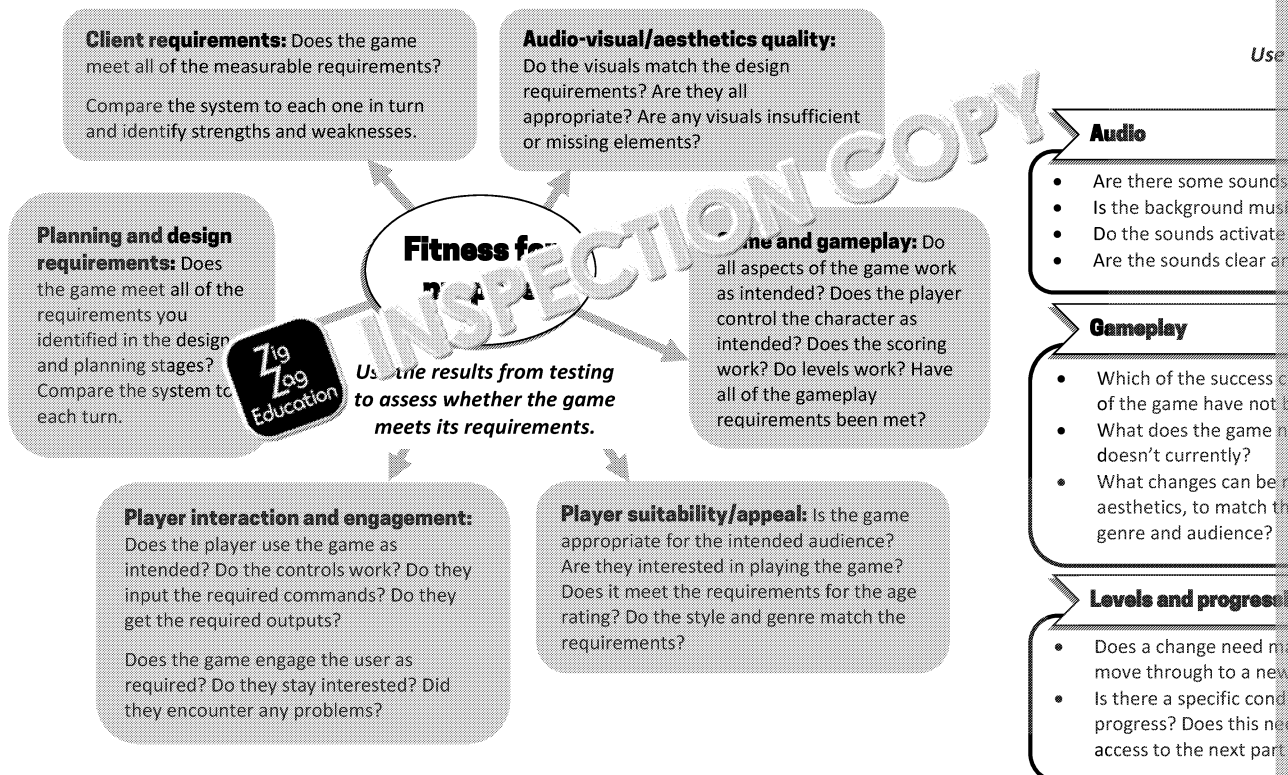 Client requirements: Does the game
meet all of the measurable requirements?
Compare the system to each one in turn
and identify strengths and weaknesses.
Audio-visual/aesthetics quality:
Do the visuals match the design
requirements? Are they all
appropriate? Are any visuals insufficient
or missing elements?
Planning and design
requirements: Does
the game meet all of the
requirements you
identified in the design
and planning stages?
Compare the system to
each turn.
Fitness for
and gameplay: Do
all aspects of the game work
as intended? Does the player
control the character as
intended? Does the scoring
work? Do levels work? Have
all of the gameplay
requirements been met?
INSPECTION COPY
Zig
Zag
Education
Use the results from testing
to assess whether the game
meets its requirements.
Player interaction and engagement:
Does the player use the game as
intended? Do the controls work? Do they
input the required commands? Do they
get the required outputs?
Does the game engage the user as
required? Do they stay interested? Did
they encounter any problems?
Player suitability/appeal: Is the game
appropriate for the intended audience?
Are they interested in playing the game?
Does it meet the requirements for the age
rating? Do the style and genre match the
requirements?
Use
Audio
• Are there some sounds
• Is the background
• Do the sounds activate
• Are the sounds clear
Gameplay
• Which of the success
of the game have not
• What does the game
doesn't currently?
• What changes can be
aesthetics, to match
genre and audience?
Levels and
• Does a change need
move through to a new
• Is there a specific
progress? Does this
access to the next part